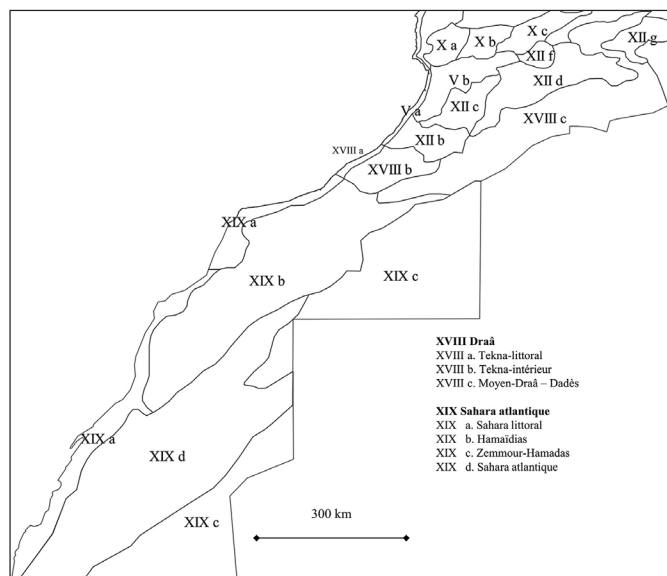 X c
X a
X b
XII g
XII f
V b
XII d
V a
XII c
XVIII c
XII b
XVIII a
XVIII b
XIX a
XIX b
XIX c
XVIII Draâ
XVIII a. Tekna-littoral
XVIII b. Tekna-intérieur
XVIII c. Moyen-Draâ – Dadès
XIX Sahara atlantique
XIX a. Sahara littoral
XIX b. Hamaïdias
XIX c. Zemmour-Hamadas
XIX d. Sahara atlantique
XIX a
XIX d
XIX c
300 km